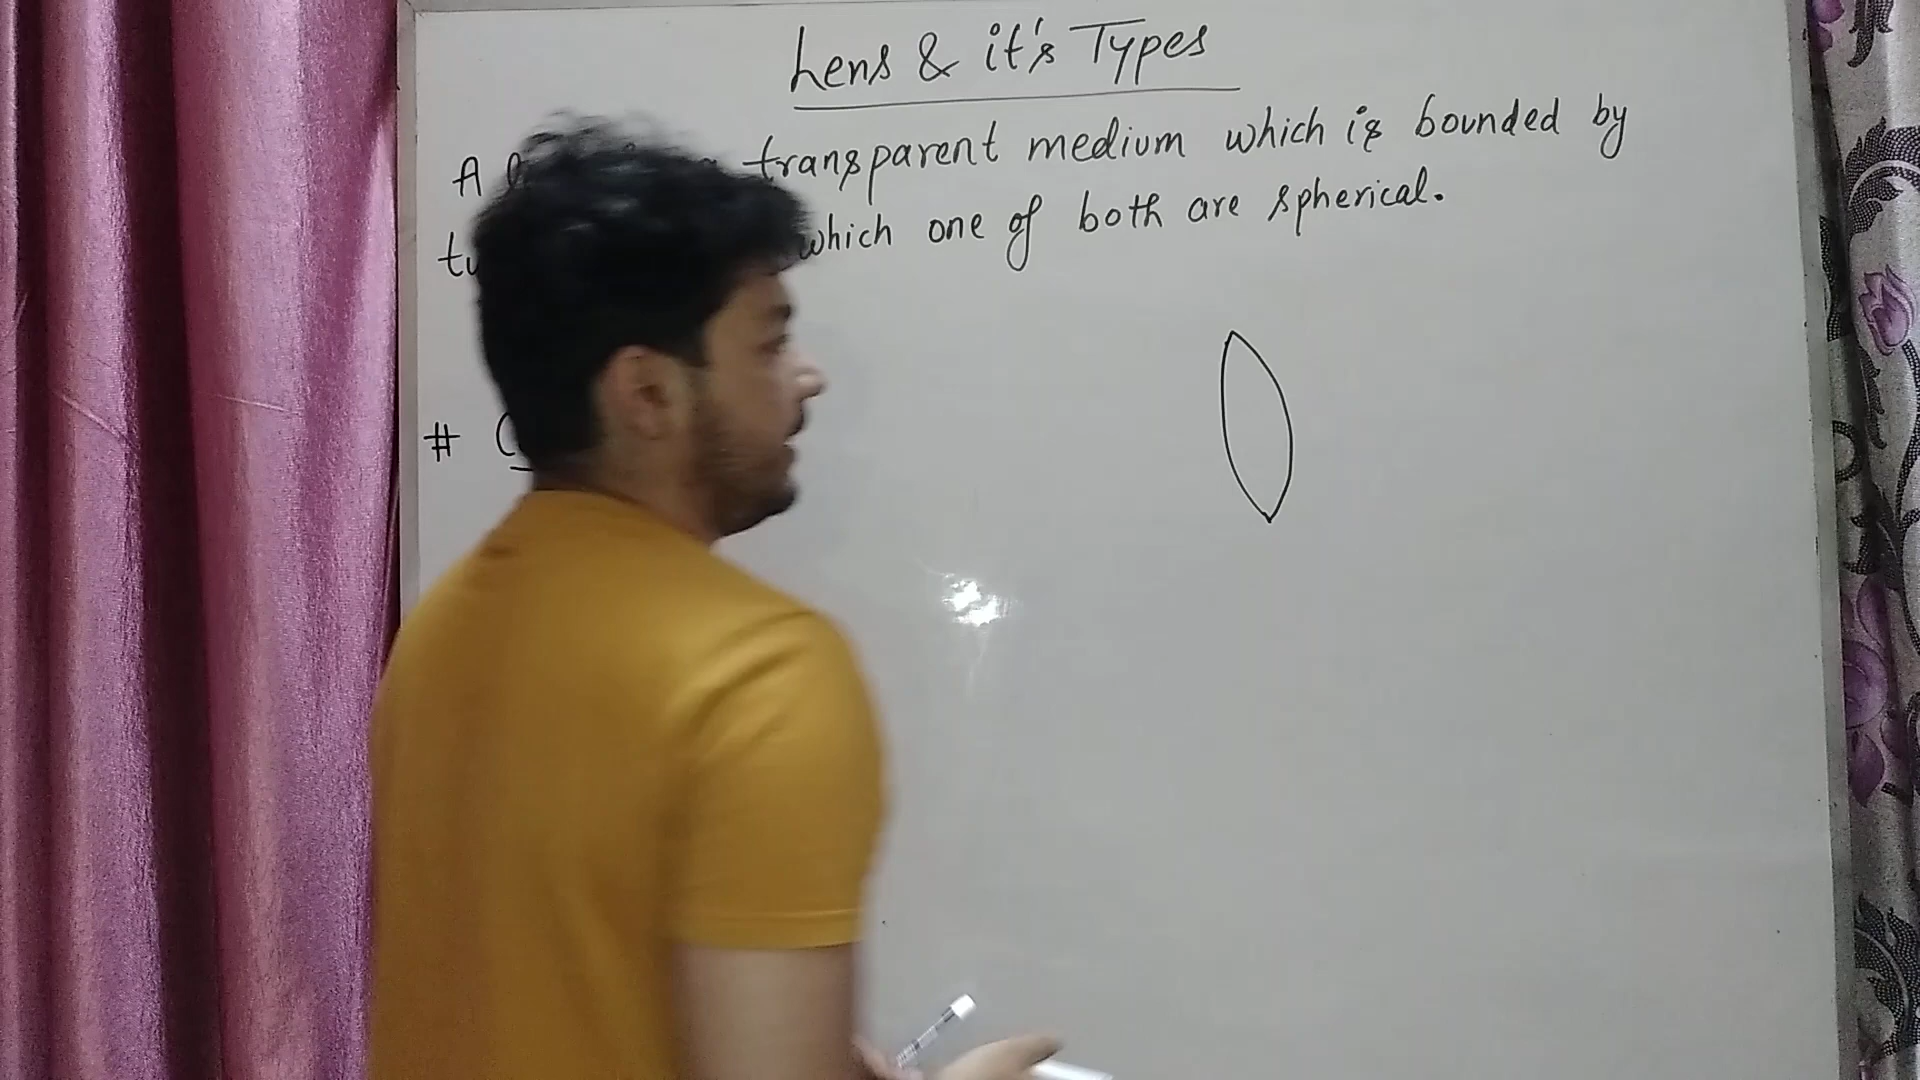 Lens & it's Types
A transparent medium which is bounded by
which one of both are spherical.
#